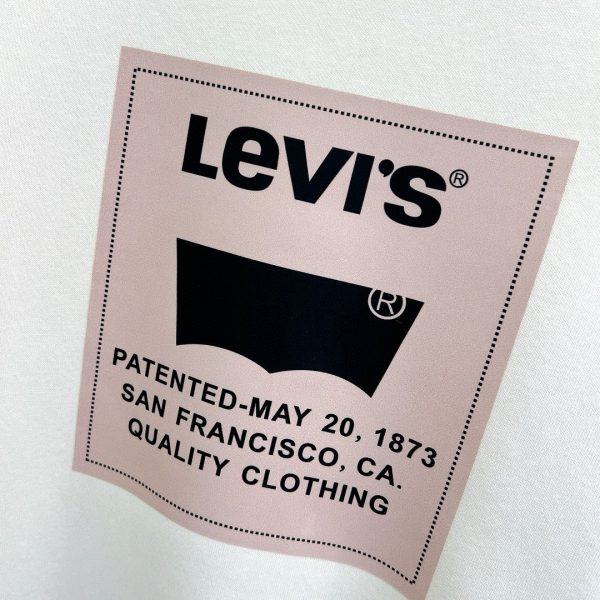 Levi's®
®
PATENTED-MAY 20, 1873
SAN FRANCISCO, CA.
QUALITY CLOTHING